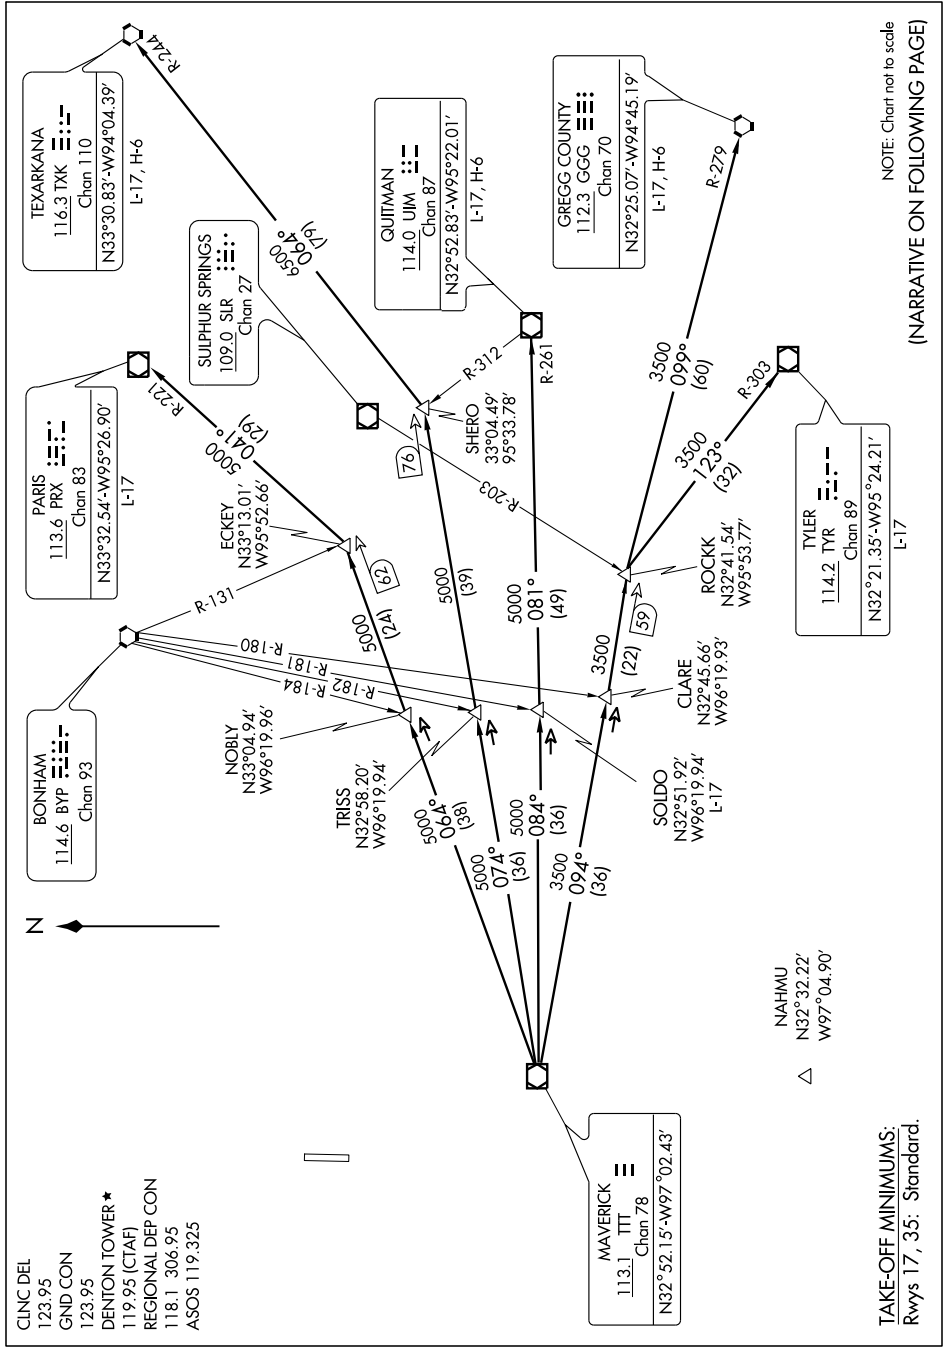 CLNC DEL
123.95
GND CON
123.95
DENTON TOWER ★
119.95 (CTAF)
REGIONAL DEP CON
118.1 306.95
ASOS 119.325
N
BONHAM
114.6 BYP
Chan 93
PARIS
113.6 PRX
Chan 83
N33°32.54′-W95°26.90′
L-17
TEXARKANA
116.3 TXK
Chan 110
N33°30.83′-W94°04.39′
L-17, H-6
SULPHUR SPRINGS
109.0 SLR
Chan 27
QUITMAN
114.0 UIM
Chan 87
N32°52.83′-W95°22.01′
L-17, H-6
GREGG COUNTY
112.3 GGG
Chan 70
N32°25.07′-W94°45.19′
L-17, H-6
TYLER
114.2 TYR
Chan 89
N32°21.35′-W95°24.21′
L-17
MAVERICK
113.1 TTT
Chan 78
N32°52.15′-W97°02.43′
NOBLY
N33°04.94′
W96°19.96′
TRISS
N32°58.20′
W96°19.94′
SOLDO
N32°51.92′
W96°19.94′
L-17
CLARE
N32°45.66′
W96°19.93′
ECKEY
N33°13.01′
W95°52.66′
SHERO
33°04.49′
95°33.78′
ROCKK
N32°41.54′
W95°53.77′
NAHMU
N32°32.22′
W97°04.90′
R-131
R-180
R-181
R-182
R-184
R-221
R-244
R-312
R-261
R-203
R-279
R-303
5000
064°
(38)
5000
074°
(36)
5000
084°
(36)
3500
094°
(36)
5000
(24)
62
5000
041°
(29)
5000
(39)
76
6500
064°
(79)
5000
081°
(49)
3500
(22)
59
3500
099°
(60)
3500
123°
(32)
TAKE-OFF MINIMUMS:
Rwys 17, 35: Standard.
NOTE: Chart not to scale
(NARRATIVE ON FOLLOWING PAGE)